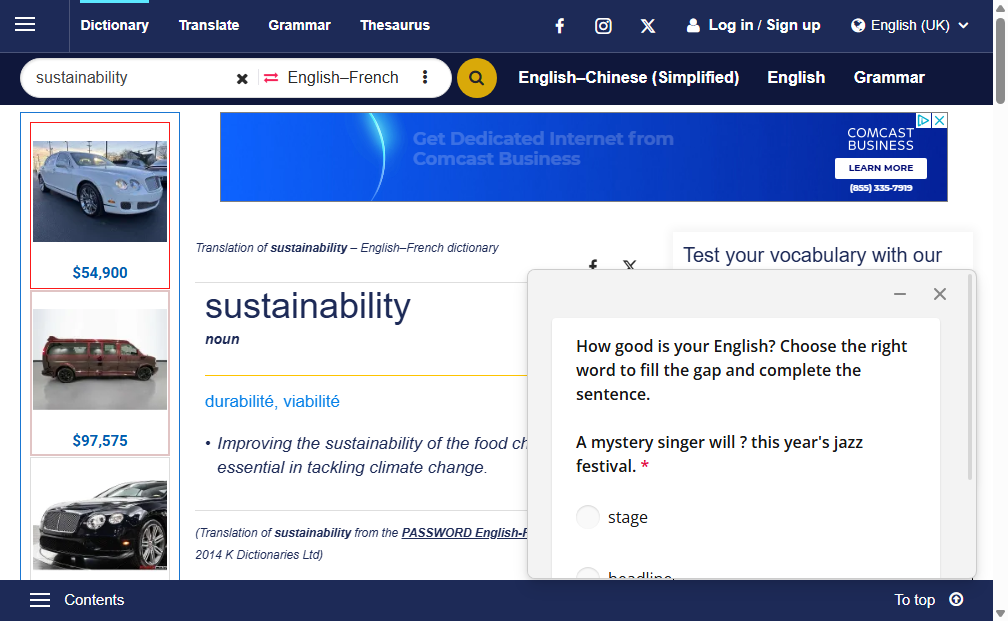 Dictionary Translate Grammar Thesaurus Log in / Sign up English (UK)
sustainability English–French English–Chinese (Simplified) English Grammar
Get Dedicated Internet from
Comcast Business
COMCAST
BUSINESS
LEARN MORE
(855) 335-7919
$54,900
$97,575
Translation of sustainability – English–French dictionary
sustainability
noun
durabilité, viabilité
• Improving the sustainability of the food ch
essential in tackling climate change.
(Translation of sustainability from the PASSWORD English-F
2014 K Dictionaries Ltd)
Test your vocabulary with our
How good is your English? Choose the right
word to fill the gap and complete the
sentence.
A mystery singer will ? this year's jazz
festival. *
stage
headline
Contents To top